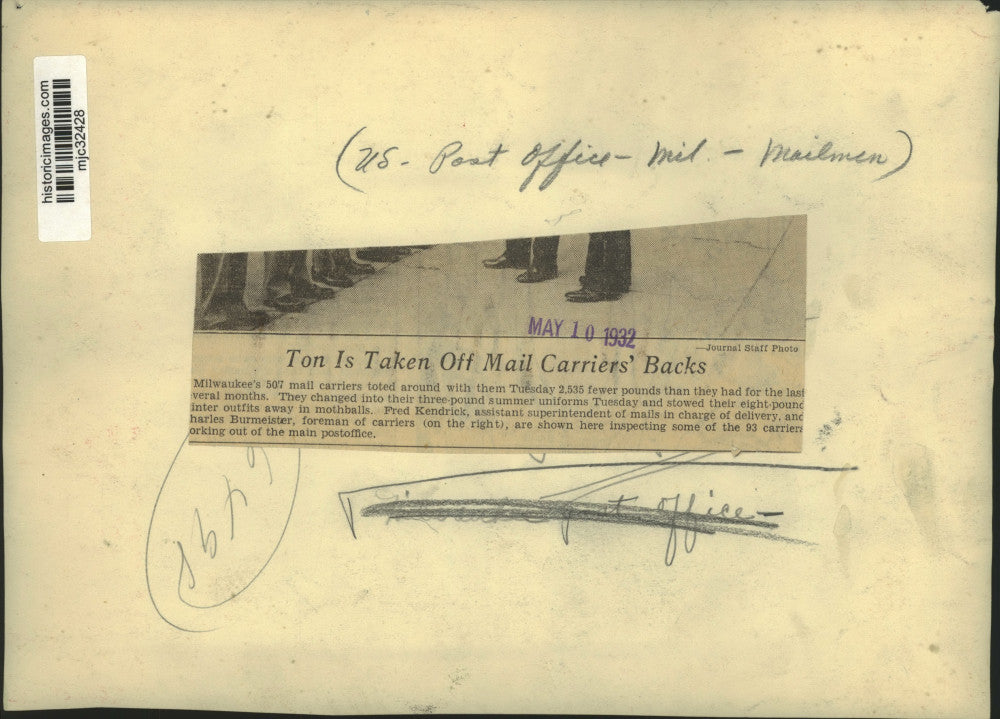 historicimages.com
mjc32428
(US - Post Office - Mil. - Mailmen)
MAY 10 1932
—Journal Staff Photo
Ton Is Taken Off Mail Carriers' Backs
Milwaukee's 507 mail carriers toted around with them Tuesday 2,535 fewer pounds than they had for the last
veral months. They changed into their three-pound summer uniforms Tuesday and stowed their eight-pound
inter outfits away in mothballs. Fred Kendrick, assistant superintendent of mails in charge of delivery, and
harles Burmeister, foreman of carriers (on the right), are shown here inspecting some of the 93 carriers
orking out of the main postoffice.
post office -